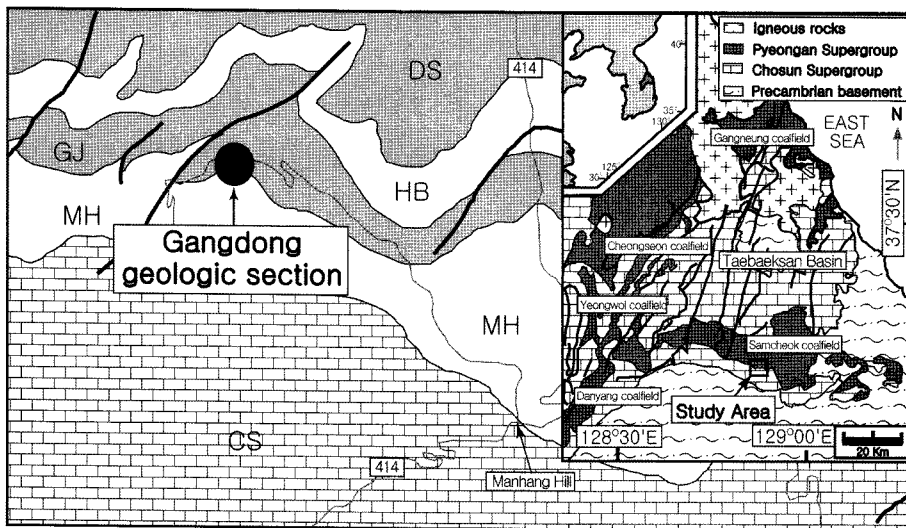 DS
414
GJ
HB
MH
Gangdong
geologic section
MH
CS
414
Manhang Hill
Igneous rocks
Pyeongan Supergroup
Chosun Supergroup
Precambrian basement
40°
35°
130°
125°
30°
EAST
SEA
N
37°30'N
Gangneung coalfield
Cheongseon coalfield
Taebaeksan Basin
Yeongwol coalfield
Samcheok coalfield
Danyang coalfield
Study Area
128°30'E
129°00'E
20 Km